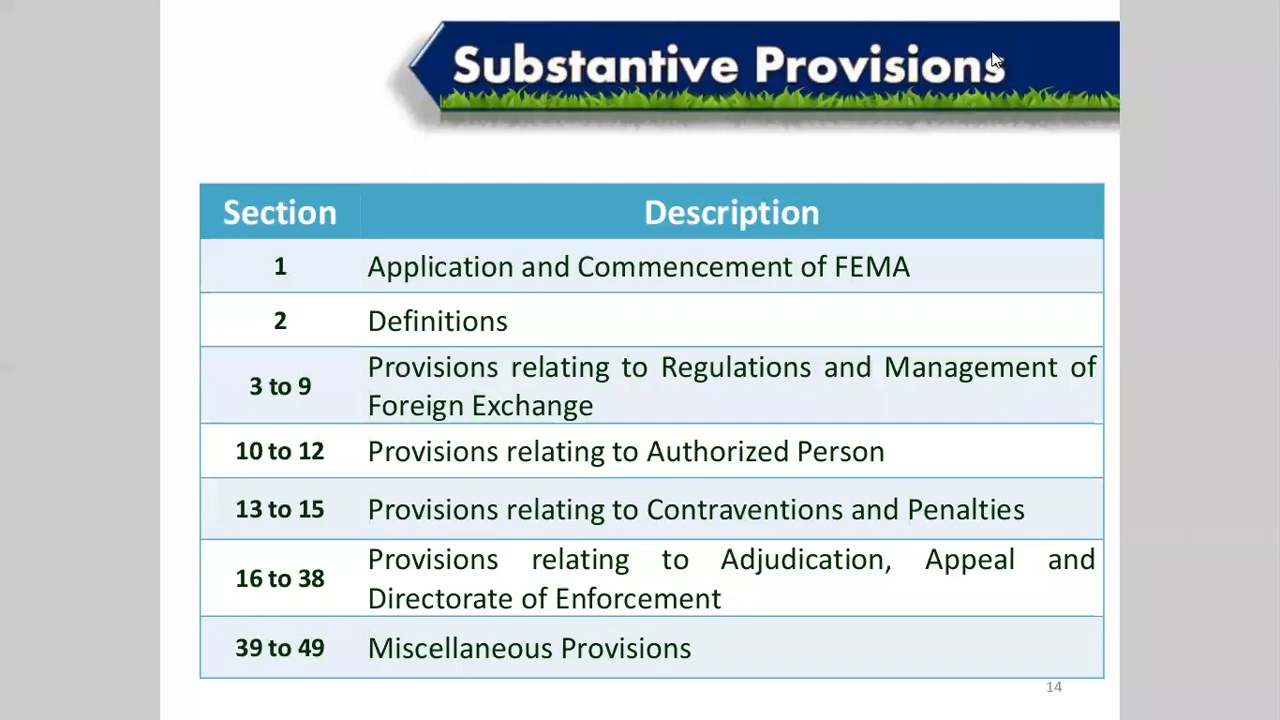 Substantive Provisions
Section Description
1 Application and Commencement of FEMA
2 Definitions
3 to 9 Provisions relating to Regulations and Management of
Foreign Exchange
10 to 12 Provisions relating to Authorized Person
13 to 15 Provisions relating to Contraventions and Penalties
16 to 38 Provisions relating to Adjudication, Appeal and
Directorate of Enforcement
39 to 49 Miscellaneous Provisions
14